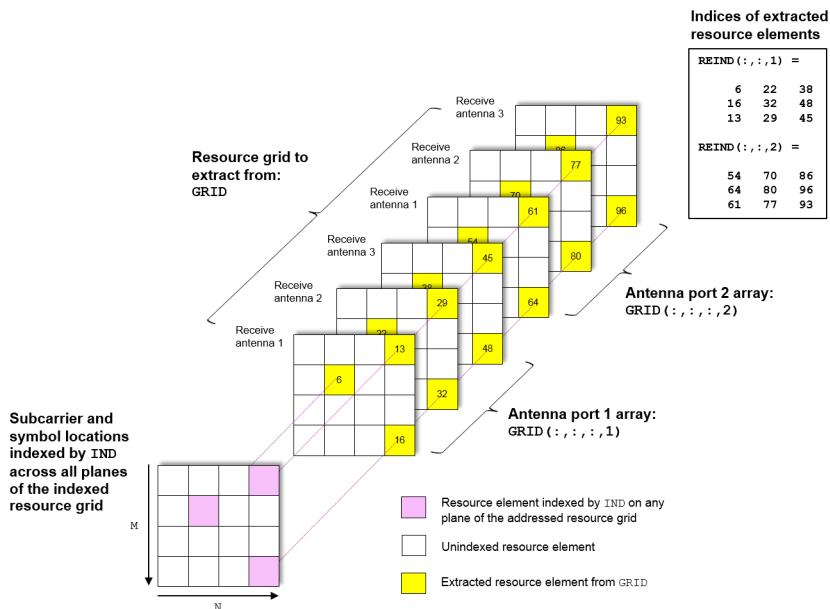 Indices of extracted
resource elements
REIND(:,:,1) =
6 22 38
16 32 48
13 29 45
REIND(:,:,2) =
54 70 86
64 80 96
61 77 93
Resource grid to
extract from:
GRID
Receive
antenna 3
93
86
96
Receive
antenna 2
77
70
80
Receive
antenna 1
61
54
64
Receive
antenna 3
45
38
48
Receive
antenna 2
29
22
32
Receive
antenna 1
13
6
16
Antenna port 2 array:
GRID(:,:,:,2)
Antenna port 1 array:
GRID(:,:,:,1)
Subcarrier and
symbol locations
indexed by IND
across all planes
of the indexed
resource grid
M
N
Resource element indexed by IND on any
plane of the addressed resource grid
Unindexed resource element
Extracted resource element from GRID